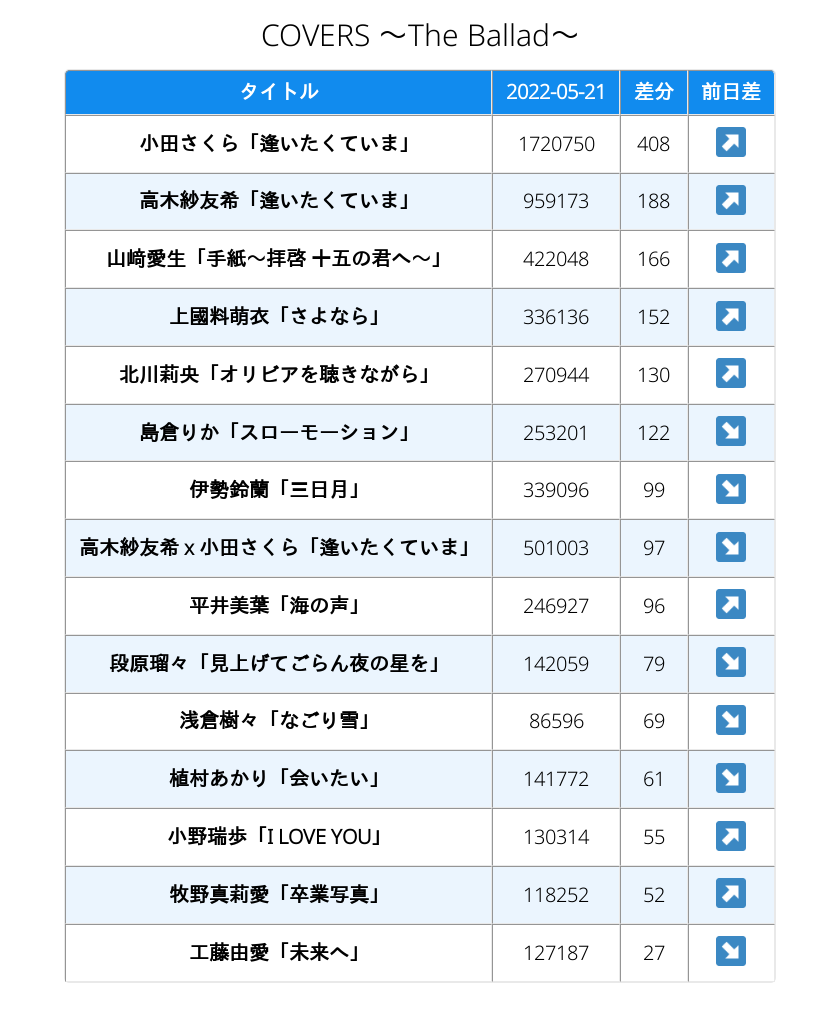 COVERS ～The Ballad～
タイトル 2022-05-21 差分 前日差
小田さくら「逢いたくていま」 1720750 408 ↗
高木紗友希「逢いたくていま」 959173 188 ↗
山﨑愛生「手紙～拝啓 十五の君へ～」 422048 166 ↗
上國料萌衣「さよなら」 336136 152 ↗
北川莉央「オリビアを聴きながら」 270944 130 ↗
島倉りか「スローモーション」 253201 122 ↘
伊勢鈴蘭「三日月」 339096 99 ↘
高木紗友希 x 小田さくら「逢いたくていま」 501003 97 ↘
平井美葉「海の声」 246927 96 ↗
段原瑠々「見上げてごらん夜の星を」 142059 79 ↘
浅倉樹々「なごり雪」 86596 69 ↘
植村あかり「会いたい」 141772 61 ↘
小野瑞歩「I LOVE YOU」 130314 55 ↗
牧野真莉愛「卒業写真」 118252 52 ↗
工藤由愛「未来へ」 127187 27 ↘